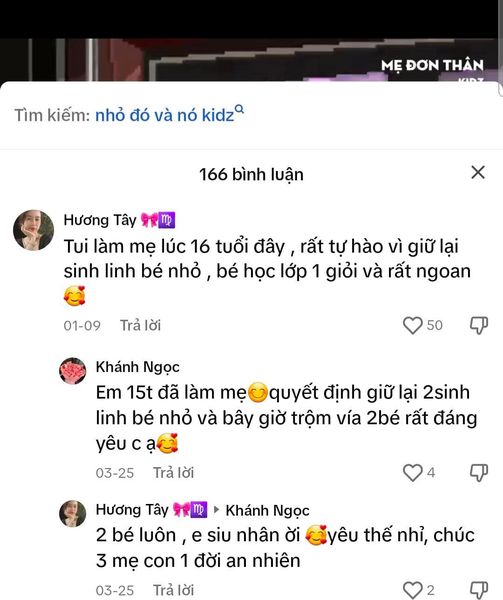 MẸ ĐƠN THÂN
KIDZ
Tìm kiếm: nhỏ đó và nó kidz
166 bình luận
Hương Tây 🎀♍
Tui làm mẹ lúc 16 tuổi đây , rất tự hào vì giữ lại
sinh linh bé nhỏ , bé học lớp 1 giỏi và rất ngoan
🥰
01-09 Trả lời 50
Khánh Ngọc
Em 15t đã làm mẹ😊quyết định giữ lại 2sinh
linh bé nhỏ và bây giờ trộm vía 2bé rất đáng
yêu c ạ🥰
03-25 Trả lời 4
Hương Tây 🎀♍ ▸ Khánh Ngọc
2 bé luôn , e siu nhân ời 🥰yêu thế nhỉ, chúc
3 mẹ con 1 đời an nhiên
03-25 Trả lời 2